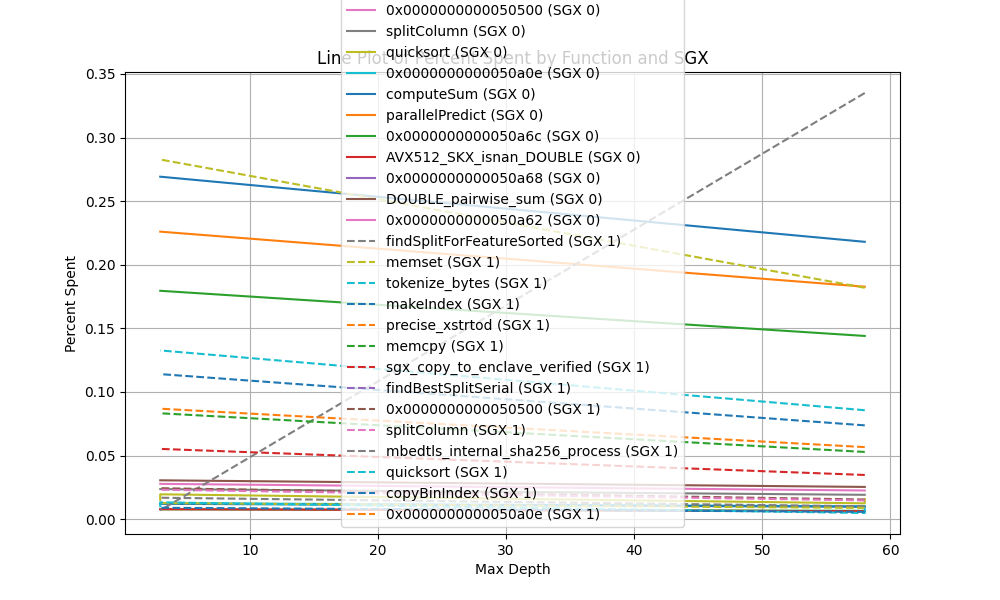 0x0000000000050500 (SGX 0)
splitColumn (SGX 0)
quicksort (SGX 0)
Line Plot of Percent Spent by Function and SGX
0x0000000000050a0e (SGX 0)
computeSum (SGX 0)
parallelPredict (SGX 0)
0x0000000000050a6c (SGX 0)
AVX512_SKX_isnan_DOUBLE (SGX 0)
0x0000000000050a68 (SGX 0)
DOUBLE_pairwise_sum (SGX 0)
0x0000000000050a62 (SGX 0)
findSplitForFeatureSorted (SGX 1)
memset (SGX 1)
tokenize_bytes (SGX 1)
makeIndex (SGX 1)
precise_xstrtod (SGX 1)
memcpy (SGX 1)
sgx_copy_to_enclave_verified (SGX 1)
findBestSplitSerial (SGX 1)
0x0000000000050500 (SGX 1)
splitColumn (SGX 1)
mbedtls_internal_sha256_process (SGX 1)
quicksort (SGX 1)
copyBinIndex (SGX 1)
0x0000000000050a0e (SGX 1)
0.35
0.30
0.25
0.20
0.15
0.10
0.05
0.00
Percent Spent
10
20
30
40
50
60
Max Depth